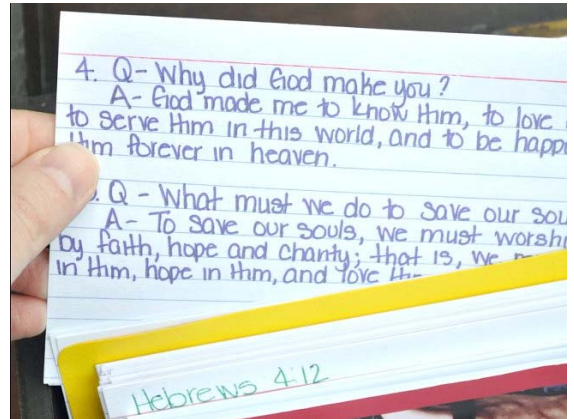 4. Q- Why did God make you?
A- God made me to know Him, to love
to serve Him in this world, and to be happ
Him forever in heaven.
. Q - What must we do to save our sou
A- To save our souls, we must worsh
by faith, hope and charity; that is, we
in Him, hope in Him, and love
Hebrews 4:12